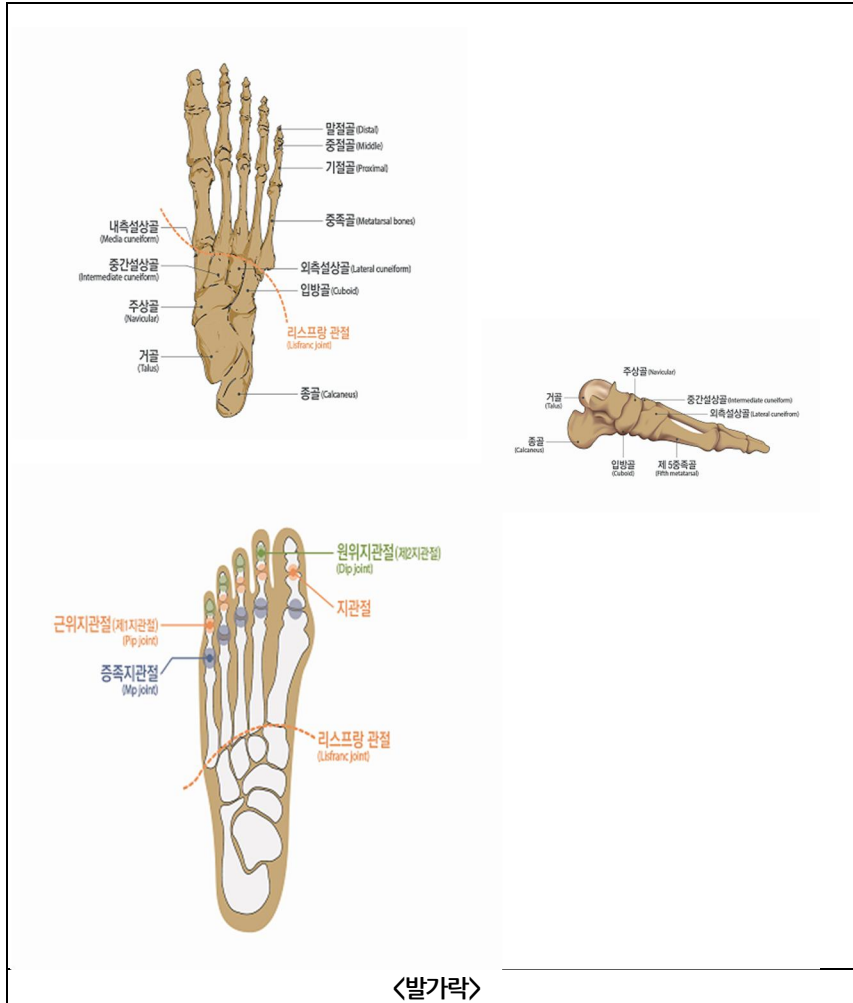 말절골(Distal)
중절골(Middle)
기절골(Proximal)
중족골(Metatarsal bones)
내측설상골
(Media cuneiform)
중간설상골
(Intermediate cuneiform)
외측설상골(Lateral cuneiform)
입방골(Cuboid)
주상골
(Navicular)
리스프랑 관절
(Lisfranc joint)
거골
(Talus)
종골(Calcaneus)
주상골(Navicular)
거골
(Talus)
중간설상골(Intermediate cuneiform)
외측설상골(Lateral cuneifrom)
종골
(Calcaneus)
입방골
(Cuboid)
제 5중족골
(Fifth metatarsal)
원위지관절(제2지관절)
(Dip joint)
지관절
근위지관절(제1지관절)
(Pip joint)
증족지관절
(Mp joint)
리스프랑 관절
(Lisfranc joint)
<발가락>